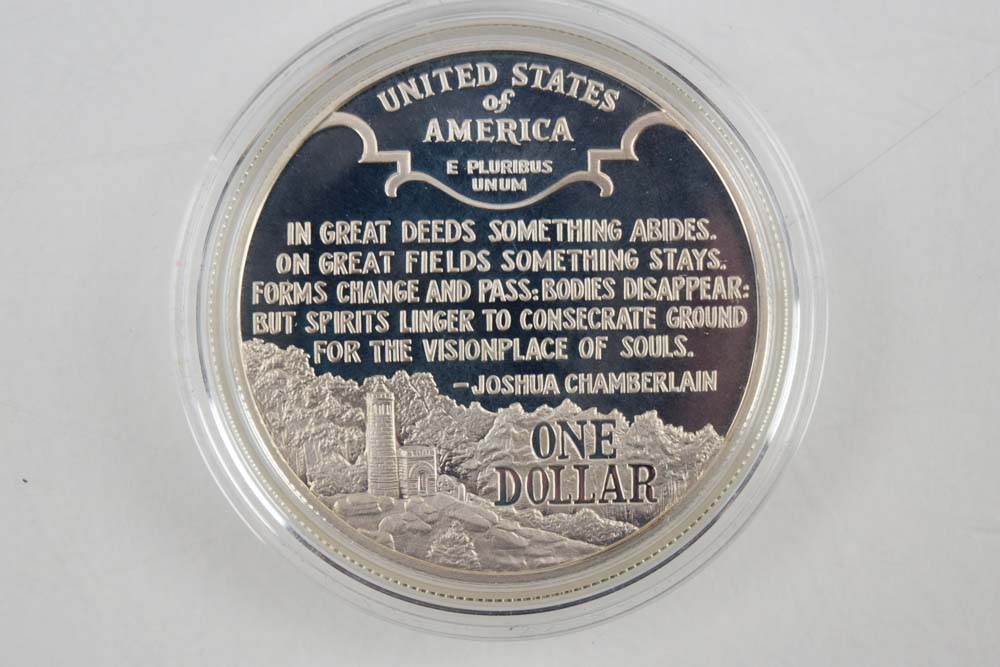 UNITED STATES
of
AMERICA
E PLURIBUS
UNUM
IN GREAT DEEDS SOMETHING ABIDES.
ON GREAT FIELDS SOMETHING STAYS.
FORMS CHANGE AND PASS: BODIES DISAPPEAR:
BUT SPIRITS LINGER TO CONSECRATE GROUND
FOR THE VISIONPLACE OF SOULS.
–JOSHUA CHAMBERLAIN
ONE
DOLLAR